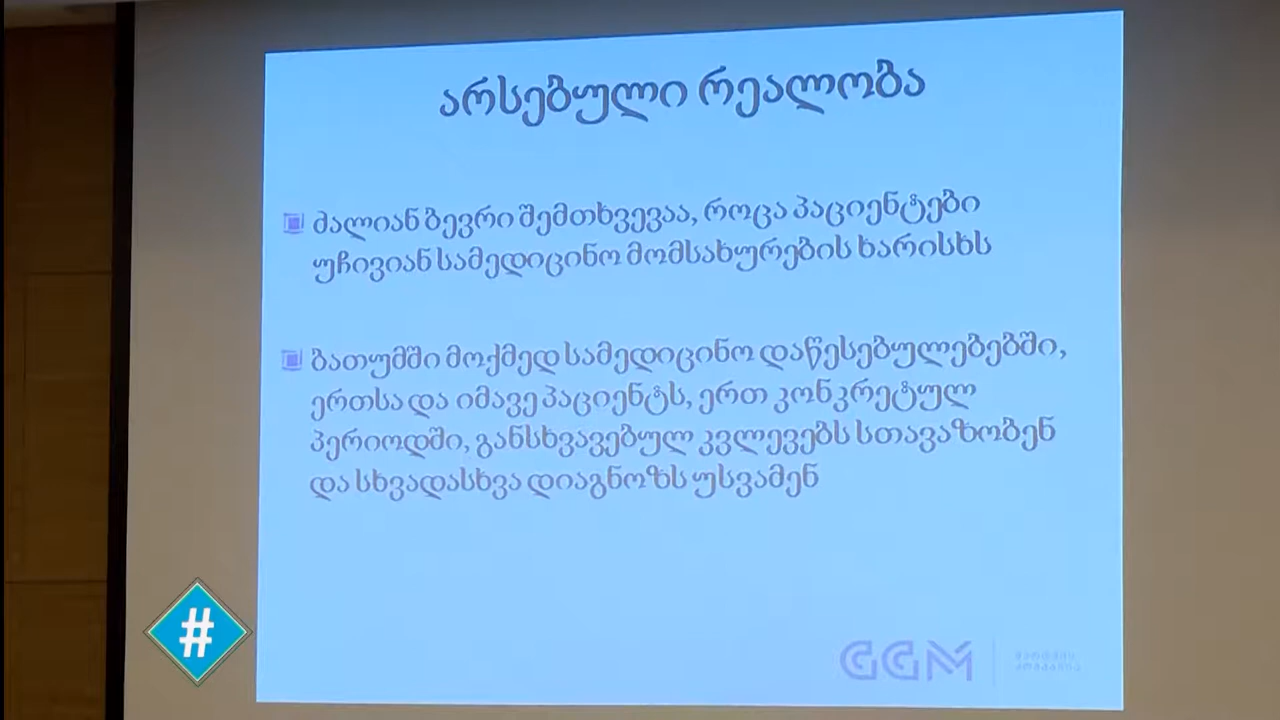 არსებული რეალობა
ძალიან ბევრი შემთხვევაა, როცა პაციენტები
უჩივიან სამედიცინო მომსახურების ხარისხს
ბათუმში მოქმედ სამედიცინო დაწესებულებებში,
ერთსა და იმავე პაციენტს, ერთ კონკრეტულ
პერიოდში, განსხვავებულ კვლევებს სთავაზობენ
და სხვადასხვა დიაგნოზს უსვამენ
#
GGM